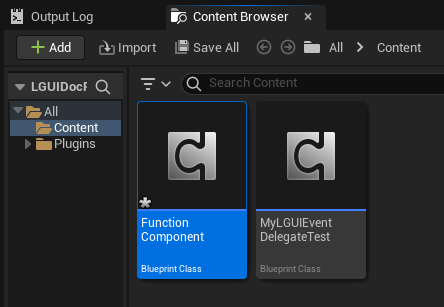 Output Log
Content Browser
Add
Import
Save All
All
Content
LGUIDocF
Search Content
All
Content
Plugins
Function
Component
Blueprint Class
MyLGUIEvent
DelegateTest
Blueprint Class